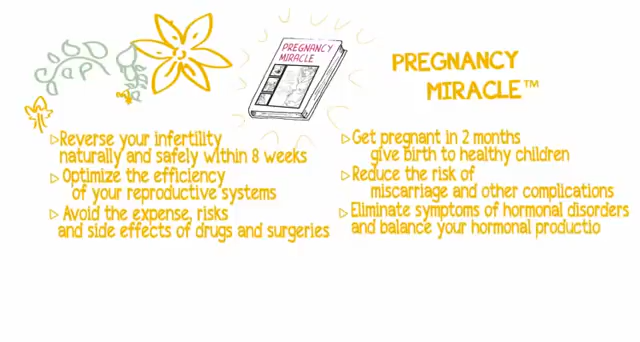 PREGNANCY
MIRACLE
PREGNANCY
MIRACLE™
Reverse your infertility
naturally and safely within 8 weeks
Optimize the efficiency
of your reproductive systems
Avoid the expense, risks
and side effects of drugs and surgeries
Get pregnant in 2 months
give birth to healthy children
Reduce the risk of
miscarriage and other complications
Eliminate symptoms of hormonal disorders
and balance your hormonal productio